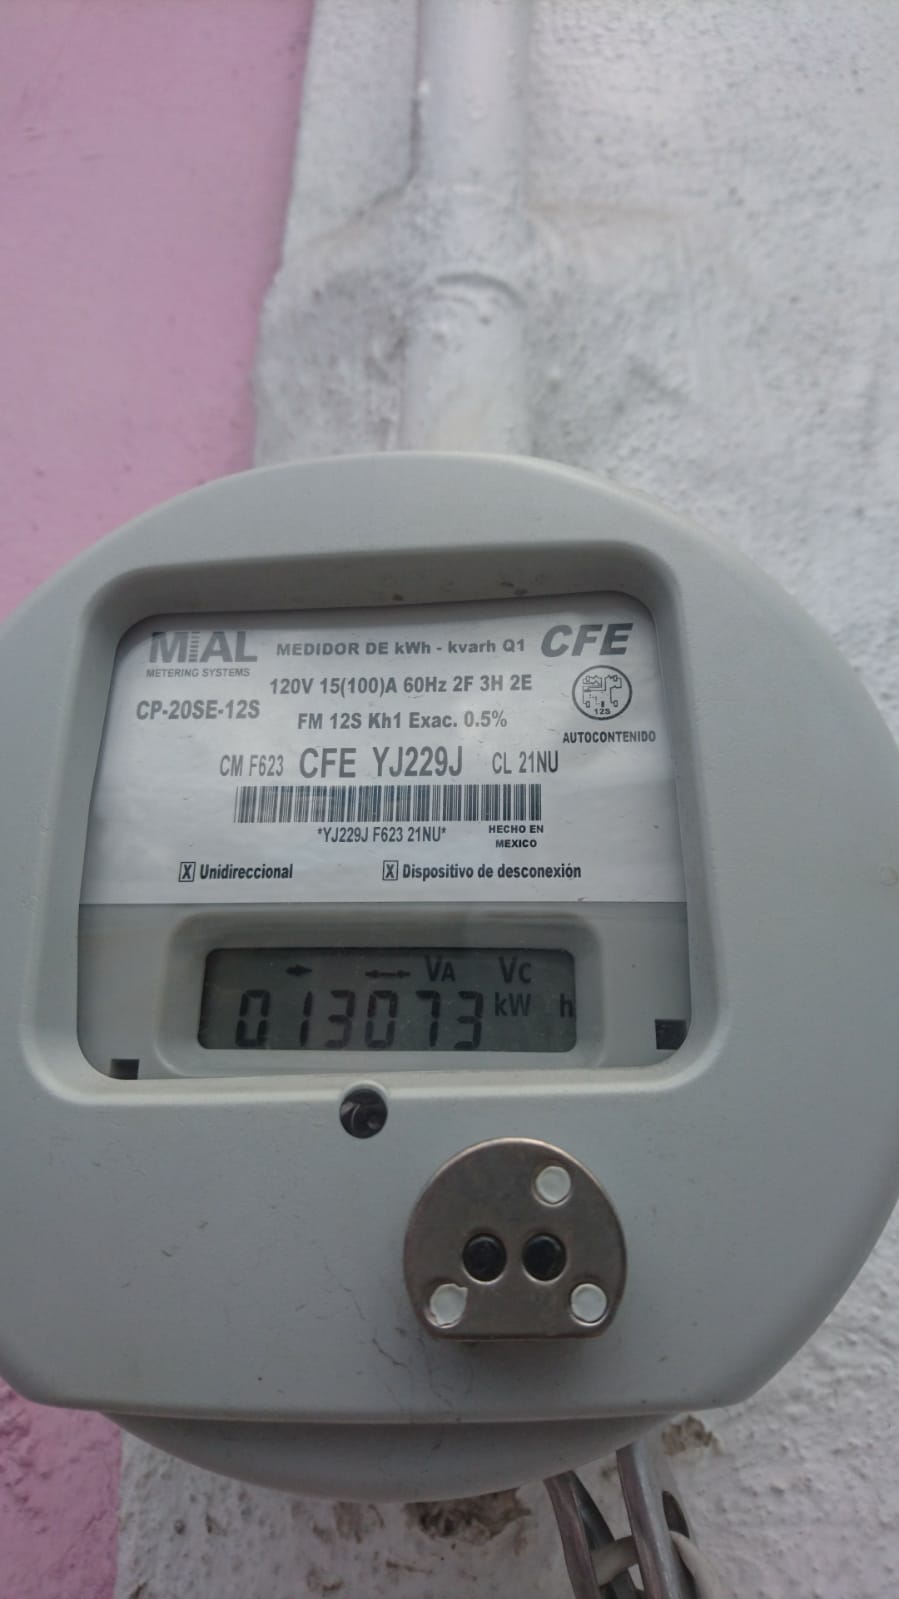 MIAL
METERING SYSTEMS
MEDIDOR DE kWh - kvarh Q1
CFE
120V 15(100)A 60Hz 2F 3H 2E
CP-20SE-12S
FM 12S Kh1 Exac. 0.5%
12S
AUTOCONTENIDO
CM F623 CFE YJ229J CL 21NU
*YJ229J F623 21NU*
HECHO EN
MEXICO
X Unidireccional
X Dispositivo de desconexión
VA VC
013073 kW h